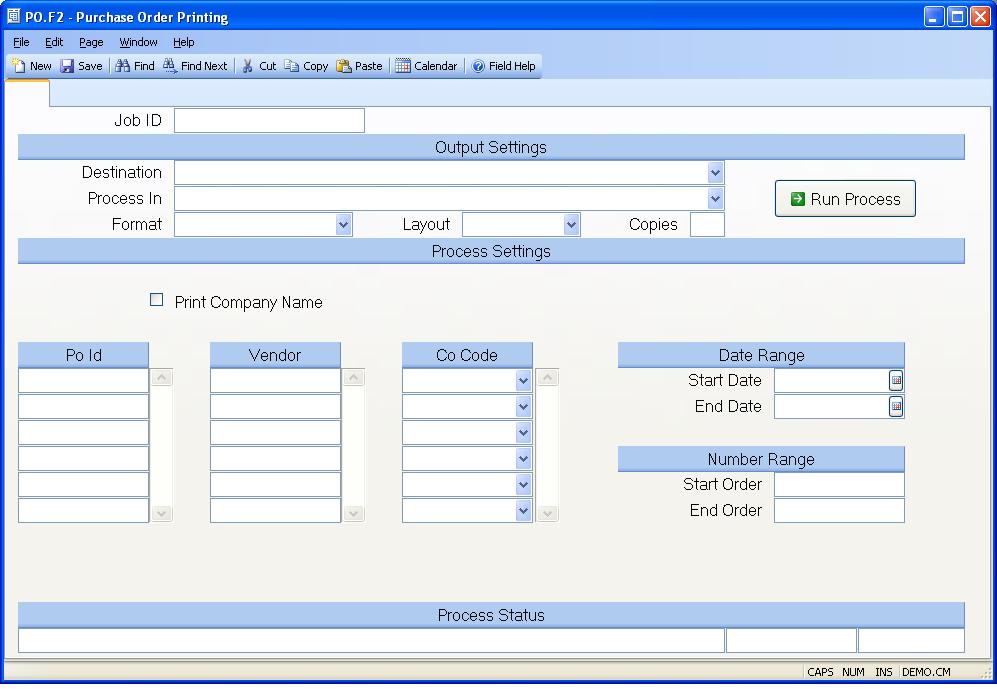 PO.F2 - Purchase Order Printing
File Edit Page Window Help
New Save Find Find Next Cut Copy Paste Calendar Field Help
Job ID
Output Settings
Destination
Process In
Run Process
Format Layout Copies
Process Settings
Print Company Name
Po Id Vendor Co Code Date Range
Start Date
End Date
Number Range
Start Order
End Order
Process Status
CAPS NUM INS DEMO.CM